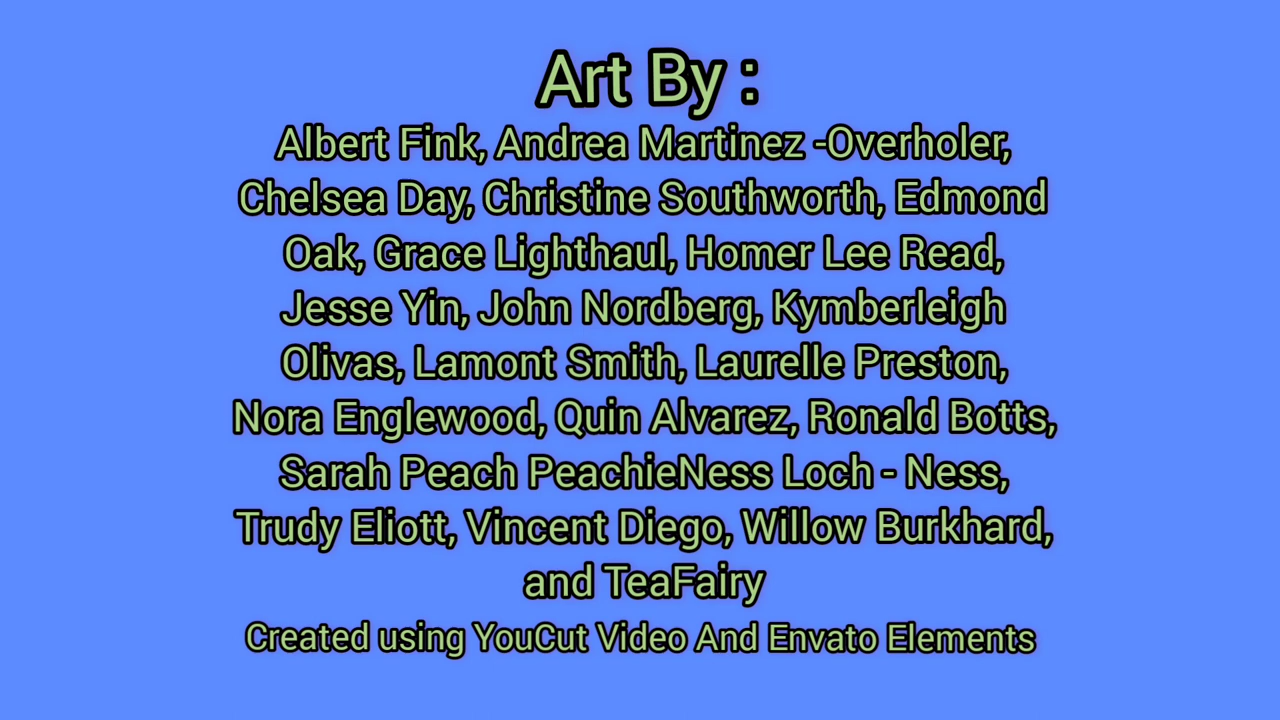 Art By :
Albert Fink, Andrea Martinez -Overholer,
Chelsea Day, Christine Southworth, Edmond
Oak, Grace Lighthaul, Homer Lee Read,
Jesse Yin, John Nordberg, Kymberleigh
Olivas, Lamont Smith, Laurelle Preston,
Nora Englewood, Quin Alvarez, Ronald Botts,
Sarah Peach PeachieNess Loch - Ness,
Trudy Eliott, Vincent Diego, Willow Burkhard,
and TeaFairy
Created using YouCut Video And Envato Elements